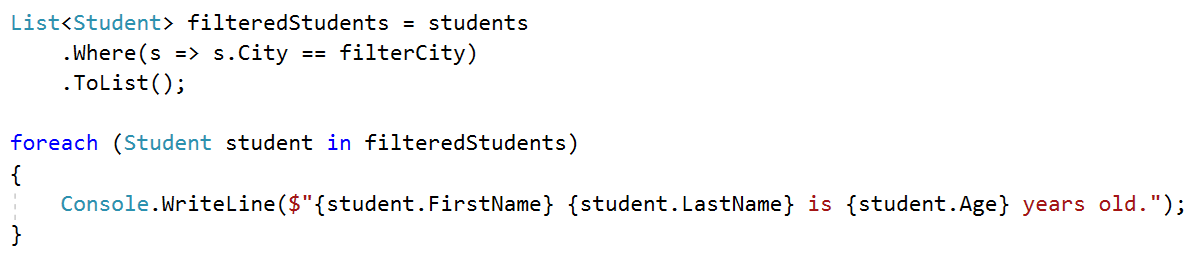 List<Student> filteredStudents = students
    .Where(s => s.City == filterCity)
    .ToList();

foreach (Student student in filteredStudents)
{
    Console.WriteLine($"{student.FirstName} {student.LastName} is {student.Age} years old.");
}